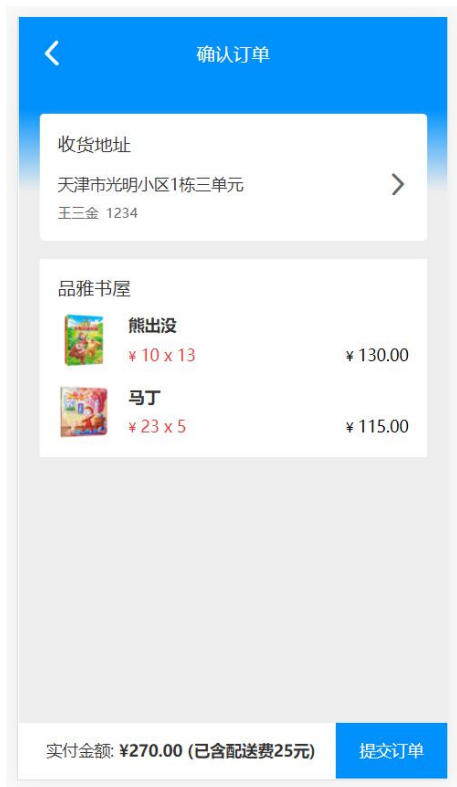 确认订单
收货地址
天津市光明小区1栋三单元
王三金 1234
品雅书屋
熊出没
¥ 10 x 13 ¥ 130.00
马丁
¥ 23 x 5 ¥ 115.00
实付金额: ¥270.00 (已含配送费25元) 提交订单